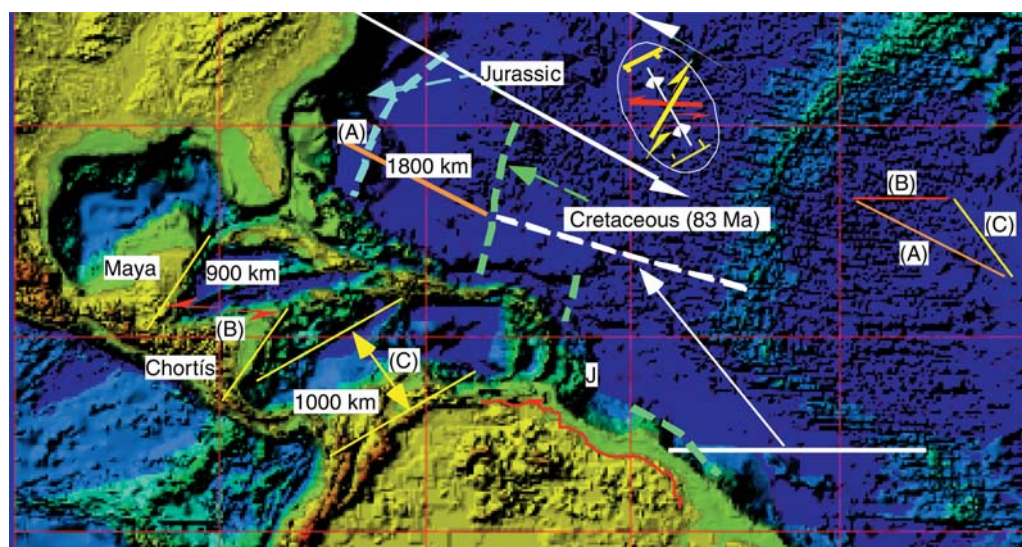 Jurassic
(A)
1800 km
Cretaceous (83 Ma)
(B)
(C)
(A)
Maya
900 km
(B)
Chortís
(C)
1000 km
J